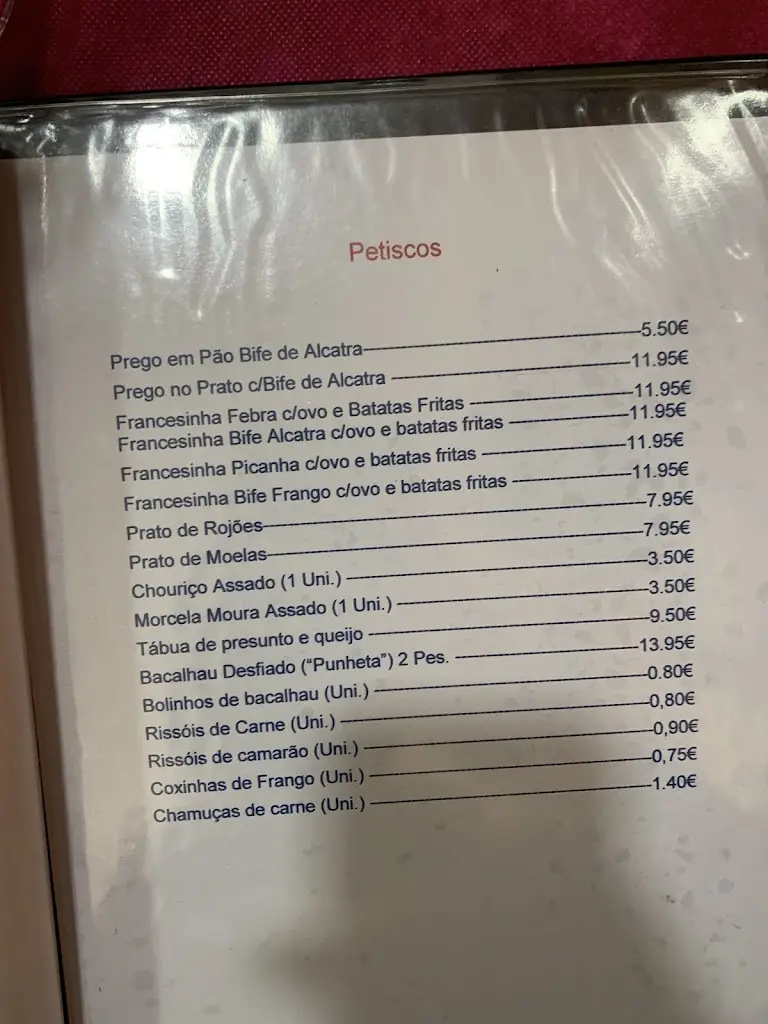 Petiscos
Prego em Pão Bife de Alcatra-----5.50€
Prego no Prato c/Bife de Alcatra -----11.95€
Francesinha Febra c/ovo e Batatas Fritas -----11.95€
Francesinha Bife Alcatra c/ovo e batatas fritas -----11.95€
Francesinha Picanha c/ovo e batatas fritas -----11.95€
Francesinha Bife Frango c/ovo e batatas fritas -----11.95€
Prato de Rojões-----7.95€
Prato de Moelas-----7.95€
Chouriço Assado (1 Uni.) -----3.50€
Morcela Moura Assado (1 Uni.) -----3.50€
Tábua de presunto e queijo -----9.50€
Bacalhau Desfiado (“Punheta”) 2 Pes. -----13.95€
Bolinhos de bacalhau (Uni.) -----0.80€
Rissóis de Carne (Uni.) -----0,80€
Rissóis de camarão (Uni.) -----0,90€
Coxinhas de Frango (Uni.) -----0,75€
Chamuças de carne (Uni.) -----1.40€